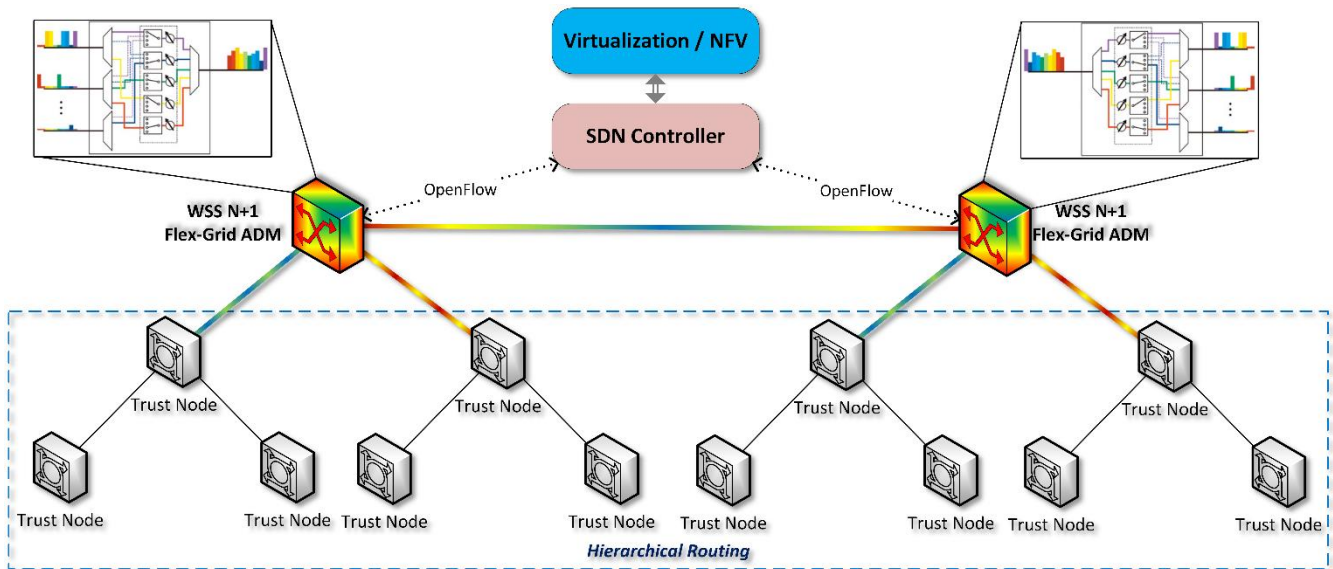 Virtualization / NFV
SDN Controller
OpenFlow
OpenFlow
WSS N+1
Flex-Grid ADM
WSS N+1
Flex-Grid ADM
Trust Node
Trust Node
Trust Node
Trust Node
Trust Node
Trust Node
Trust Node
Trust Node
Trust Node
Trust Node
Trust Node
Trust Node
Hierarchical Routing